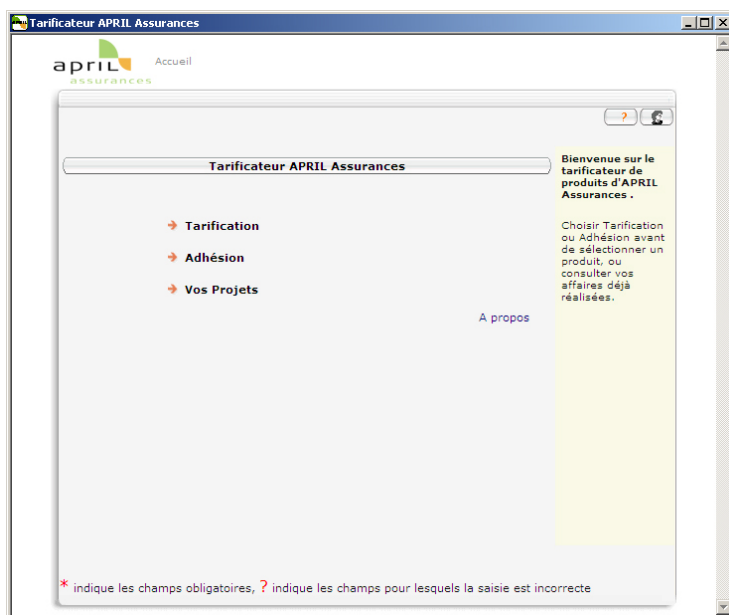 Tarificateur APRIL Assurances
april
assurances
Accueil
?
Tarificateur APRIL Assurances
Tarification
Adhésion
Vos Projets
A propos
Bienvenue sur le
tarificateur de
produits d'APRIL
Assurances .
Choisir Tarification
ou Adhésion avant
de sélectionner un
produit, ou
consulter vos
affaires déjà
réalisées.
* indique les champs obligatoires, ? indique les champs pour lesquels la saisie est incorrecte